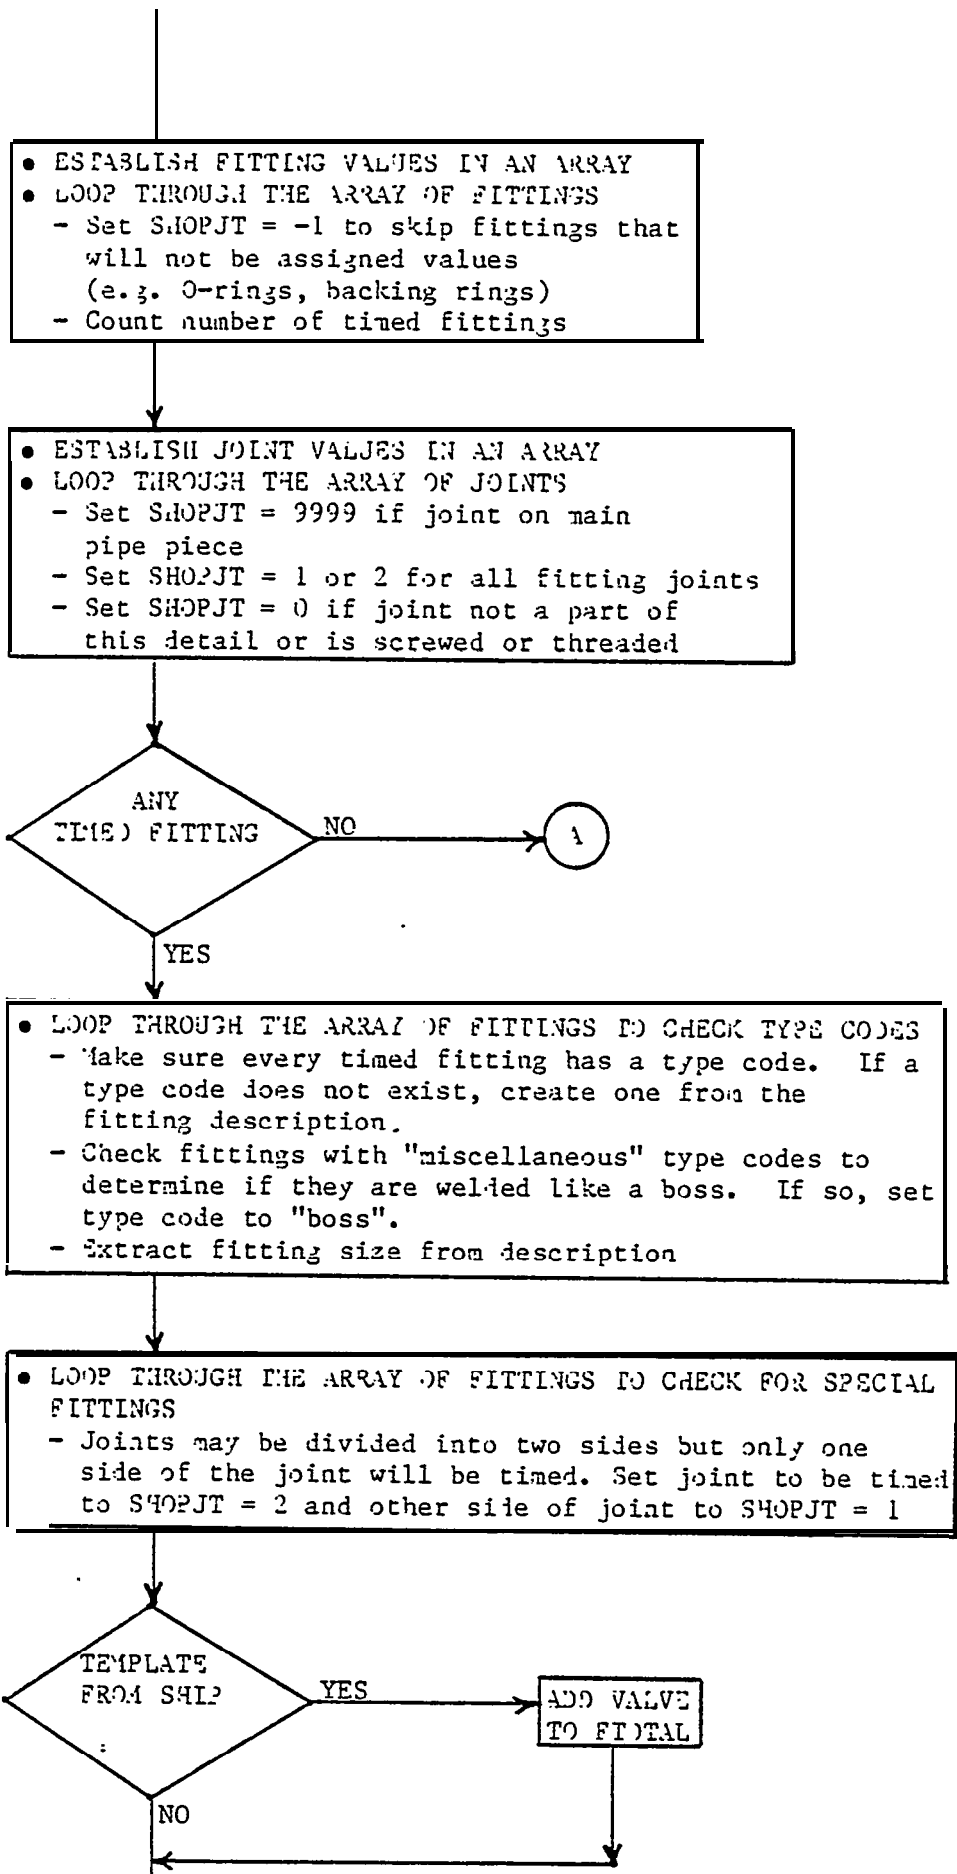 • ESTABLISH FITTING VALUES IN AN ARRAY
• LOOP THROUGH THE ARRAY OF FITTINGS
- Set SHOPJT = -1 to skip fittings that
will not be assigned values
(e.g. O-rings, backing rings)
- Count number of timed fittings
• ESTABLISH JOINT VALUES IN AN ARRAY
• LOOP THROUGH THE ARRAY OF JOINTS
- Set SHOPJT = 9999 if joint on main
pipe piece
- Set SHOPJT = 1 or 2 for all fitting joints
- Set SHOPJT = 0 if joint not a part of
this detail or is screwed or threaded
ANY
TIMED FITTING
NO
A
YES
• LOOP THROUGH THE ARRAY OF FITTINGS TO CHECK TYPE CODES
- Make sure every timed fitting has a type code. If a
type code does not exist, create one from the
fitting description.
- Check fittings with "miscellaneous" type codes to
determine if they are welded like a boss. If so, set
type code to "boss".
- Extract fitting size from description
• LOOP THROUGH THE ARRAY OF FITTINGS TO CHECK FOR SPECIAL
FITTINGS
- Joints may be divided into two sides but only one
side of the joint will be timed. Set joint to be timed
to SHOPJT = 2 and other side of joint to SHOPJT = 1
TEMPLATE
FROM SHIP
YES
ADD VALVE
TO FTOTAL
NO